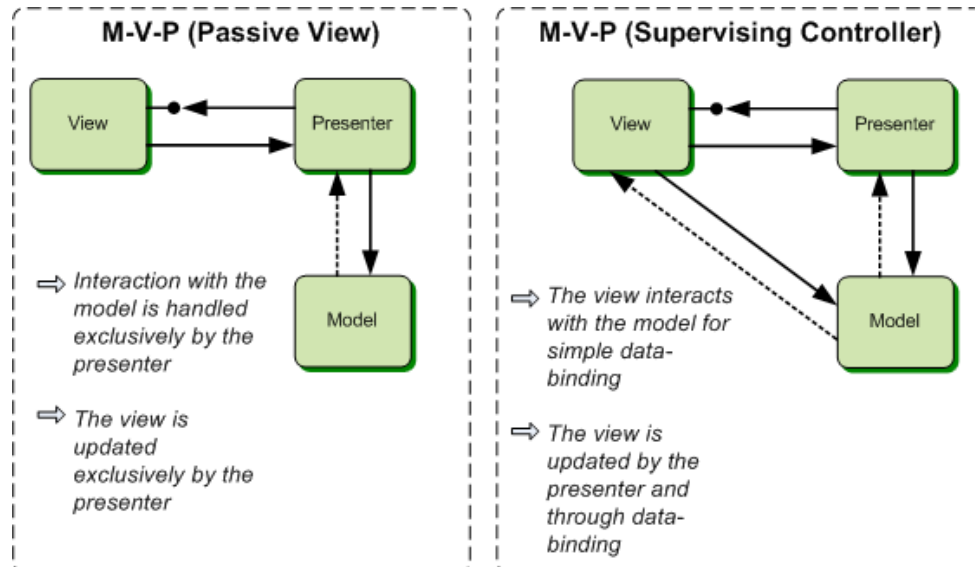 M-V-P (Passive View)
View
Presenter
Model
Interaction with the
model is handled
exclusively by the
presenter
The view is
updated
exclusively by the
presenter
M-V-P (Supervising Controller)
View
Presenter
Model
The view interacts
with the model for
simple data-
binding
The view is
updated by the
presenter and
through data-
binding